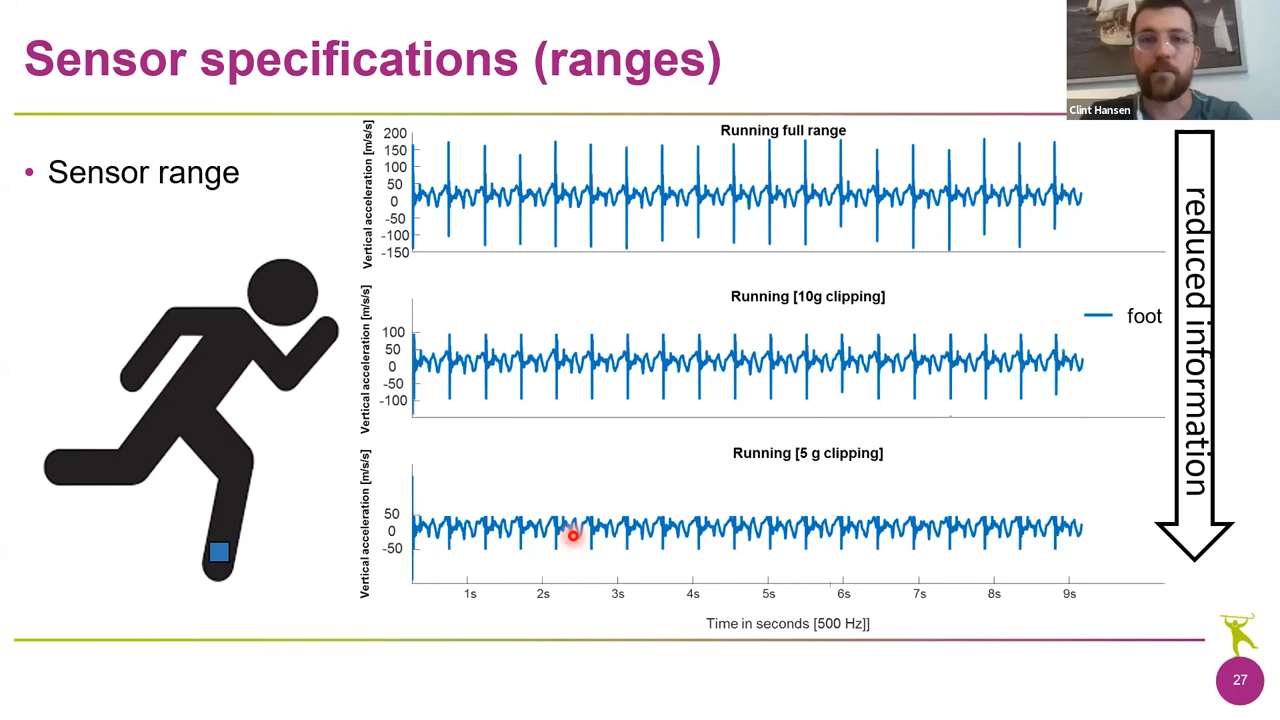 Sensor specifications (ranges)
Clint Hansen
• Sensor range
Running full range
Vertical acceleration [m/s/s]
200
150
100
50
0
-50
-100
-150
Running [10g clipping]
Vertical acceleration [m/s/s]
100
50
0
-50
-100
foot
Running [5 g clipping]
Vertical acceleration [m/s/s]
50
0
-50
1s 2s 3s 4s 5s 6s 7s 8s 9s
Time in seconds [500 Hz]]
reduced information
27